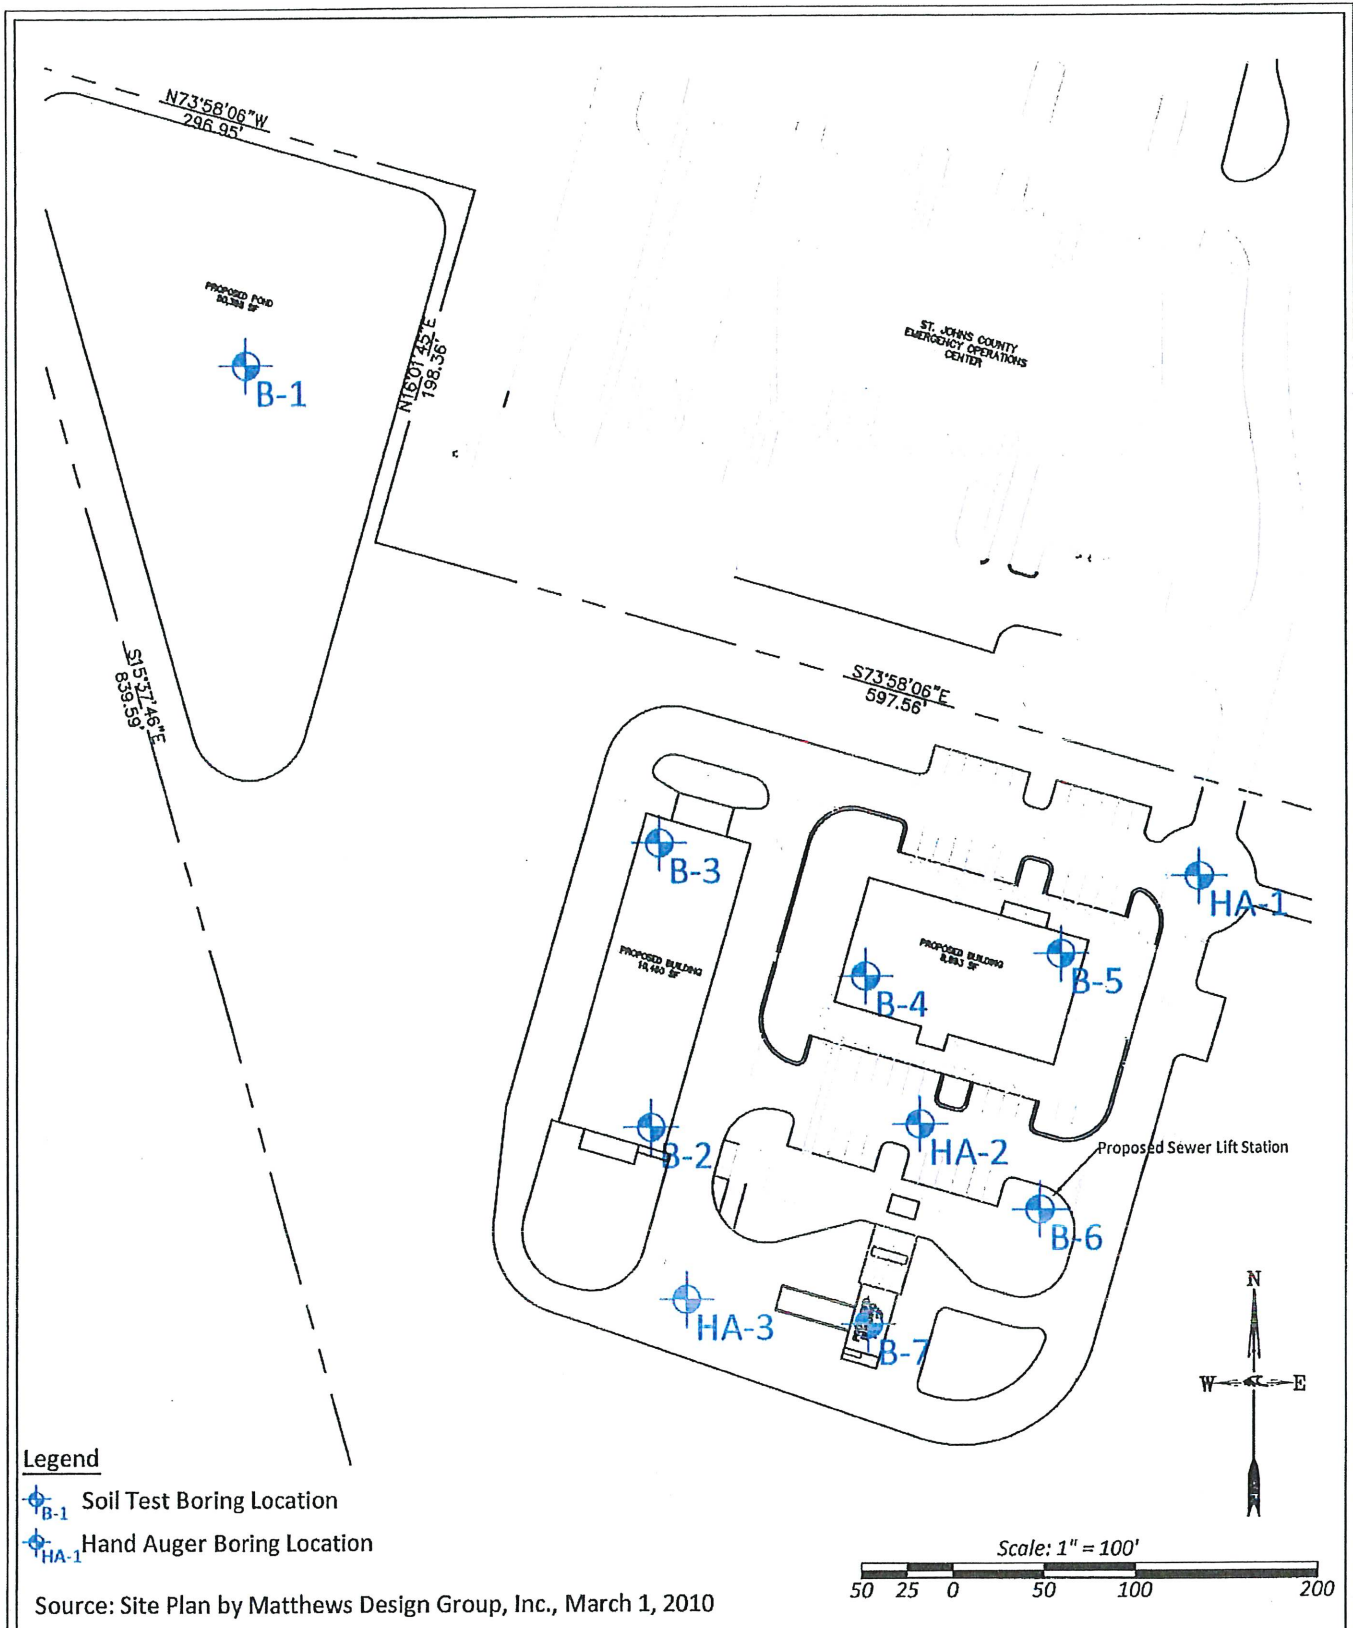 N73°58'06"W
296.95'
PROPOSED POND
N16°01'45"E
198.36'
B-1
ST. JOHNS COUNTY
EMERGENCY OPERATIONS
CENTER
S15°37'46"E
839.59'
S73°58'06"E
597.56'
B-3
HA-1
PROPOSED BUILDING
SF
PROPOSED BUILDING
SF
B-5
B-4
B-2
HA-2
Proposed Sewer Lift Station
B-6
HA-3
B-7
N
W E
Legend
B-1 Soil Test Boring Location
HA-1 Hand Auger Boring Location
Scale: 1" = 100'
50 25 0 50 100 200
Source: Site Plan by Matthews Design Group, Inc., March 1, 2010